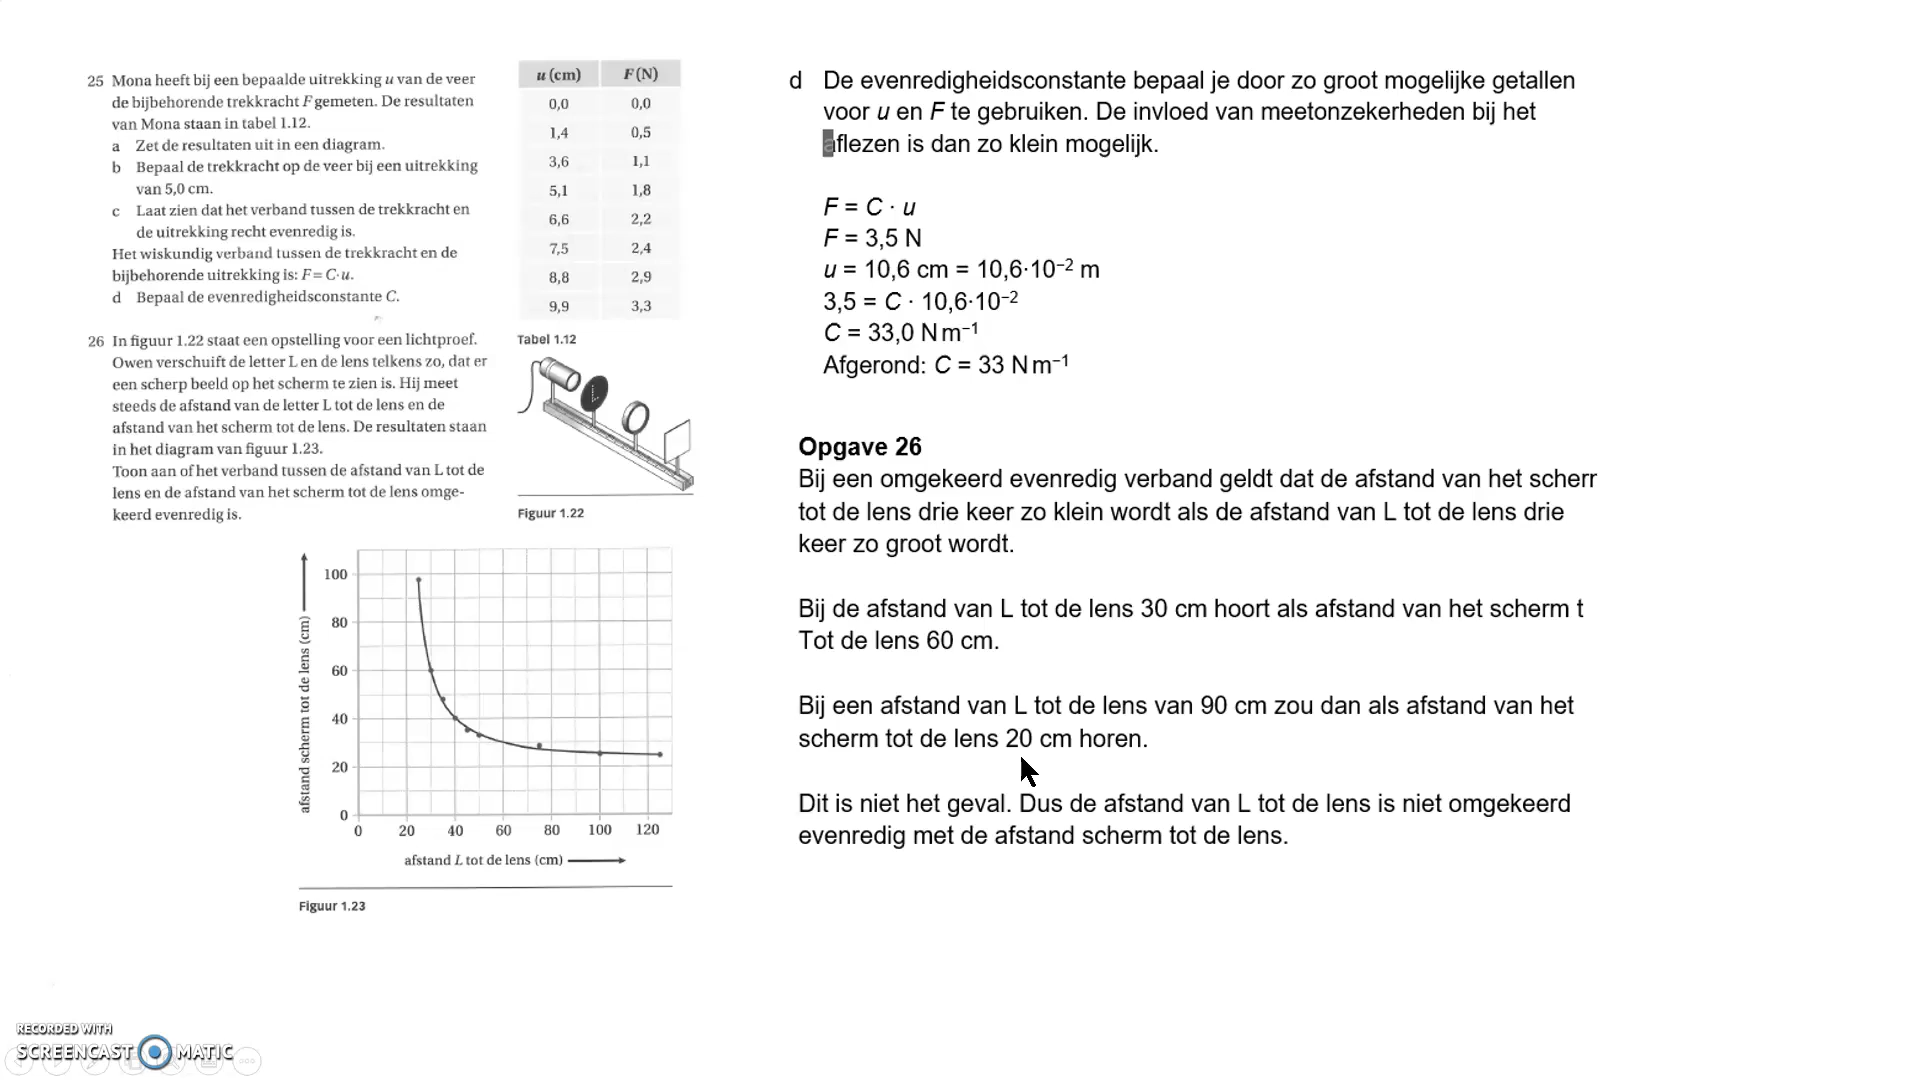 25 Mona heeft bij een bepaalde uitrekking u van de veer
de bijbehorende trekkracht F gemeten. De resultaten
van Mona staan in tabel 1.12.
a Zet de resultaten uit in een diagram.
b Bepaal de trekkracht op de veer bij een uitrekking
van 5,0 cm.
c Laat zien dat het verband tussen de trekkracht en
de uitrekking recht evenredig is.
Het wiskundig verband tussen de trekkracht en de
bijbehorende uitrekking is: F = C·u.
d Bepaal de evenredigheidsconstante C.
u (cm) F (N)
0,0 0,0
1,4 0,5
3,6 1,1
5,1 1,8
6,6 2,2
7,5 2,4
8,8 2,9
9,9 3,3
Tabel 1.12
26 In figuur 1.22 staat een opstelling voor een lichtproef.
Owen verschuift de letter L en de lens telkens zo, dat er
een scherp beeld op het scherm te zien is. Hij meet
steeds de afstand van de letter L tot de lens en de
afstand van het scherm tot de lens. De resultaten staan
in het diagram van figuur 1.23.
Toon aan of het verband tussen de afstand van L tot de
lens en de afstand van het scherm tot de lens omge-
keerd evenredig is.
L
Figuur 1.22
afstand scherm tot de lens (cm)
100
80
60
40
20
0
0 20 40 60 80 100 120
afstand L tot de lens (cm)
Figuur 1.23
d De evenredigheidsconstante bepaal je door zo groot mogelijke getallen
voor u en F te gebruiken. De invloed van meetonzekerheden bij het
aflezen is dan zo klein mogelijk.
F = C · u
F = 3,5 N
u = 10,6 cm = 10,6·10⁻² m
3,5 = C · 10,6·10⁻²
C = 33,0 N m⁻¹
Afgerond: C = 33 N m⁻¹
Opgave 26
Bij een omgekeerd evenredig verband geldt dat de afstand van het scherr
tot de lens drie keer zo klein wordt als de afstand van L tot de lens drie
keer zo groot wordt.
Bij de afstand van L tot de lens 30 cm hoort als afstand van het scherm t
Tot de lens 60 cm.
Bij een afstand van L tot de lens van 90 cm zou dan als afstand van het
scherm tot de lens 20 cm horen.
Dit is niet het geval. Dus de afstand van L tot de lens is niet omgekeerd
evenredig met de afstand scherm tot de lens.
RECORDED WITH
SCREENCAST MATIC